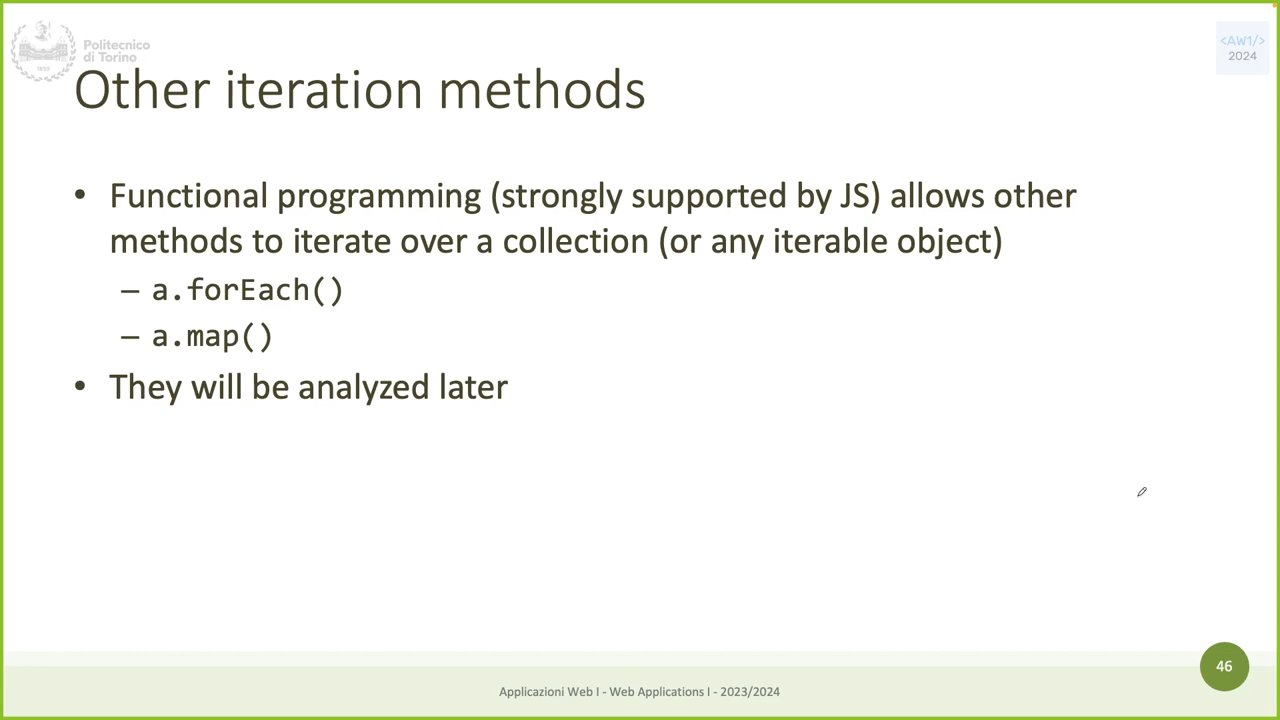 Politecnico
di Torino
1859
<AW1/>
2024
Other iteration methods
• Functional programming (strongly supported by JS) allows other
methods to iterate over a collection (or any iterable object)
– a.forEach()
– a.map()
• They will be analyzed later
46
Applicazioni Web I - Web Applications I - 2023/2024